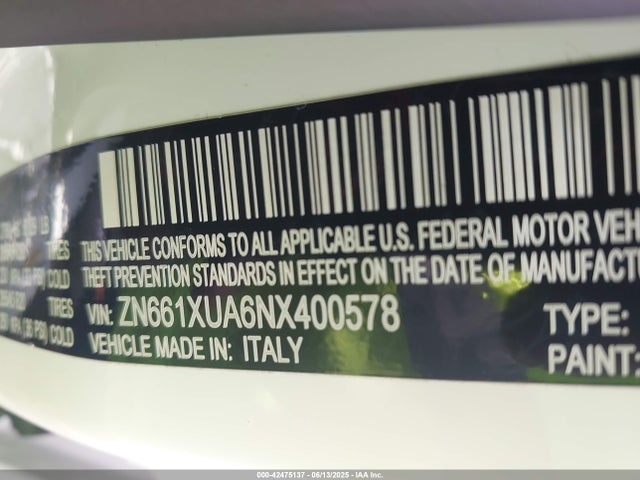 THIS VEHICLE CONFORMS TO ALL APPLICABLE U.S. FEDERAL MOTOR VEH
THEFT PREVENTION STANDARDS IN EFFECT ON THE DATE OF MANUFACT
TIRES
COLD
TIRES
COLD
VIN: ZN661XUA6NX400578
VEHICLE MADE IN: ITALY
TYPE:
PAINT:
000-42475137 - 06/13/2025 - IAA Inc.